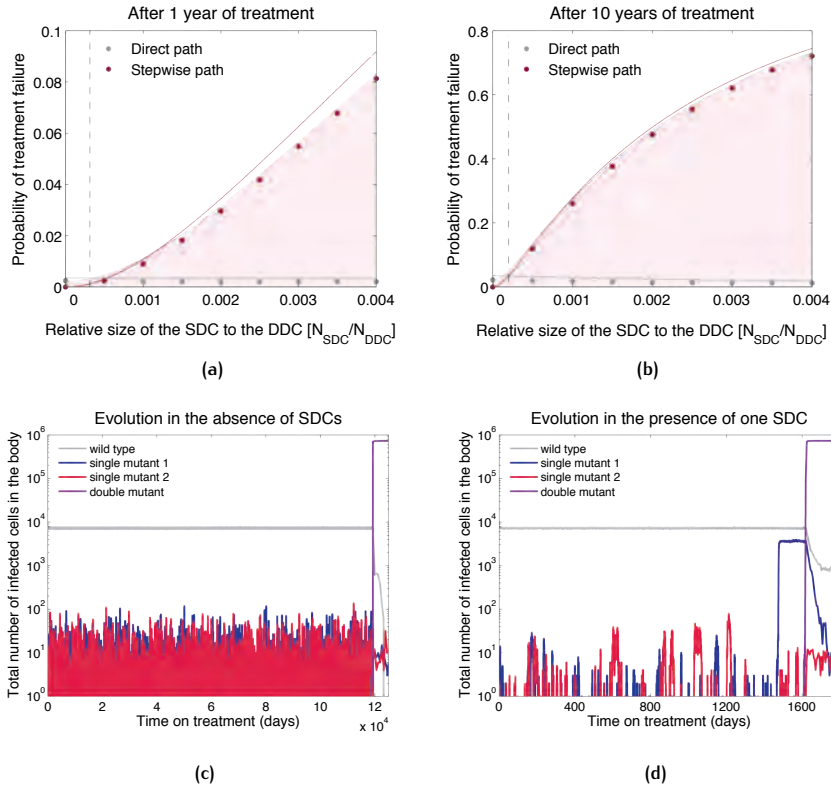 After 1 year of treatment
0.1
0.08
0.06
0.04
0.02
0
0.001
0.002
0.003
0.004
Probability of treatment failure
Direct path
Stepwise path
Relative size of the SDC to the DDC [N_SDC/N_DDC]
(a)
After 10 years of treatment
0.8
0.6
0.4
0.2
0
0
0.001
0.002
0.003
0.004
Probability of treatment failure
Direct path
Stepwise path
Relative size of the SDC to the DDC [N_SDC/N_DDC]
(b)
Evolution in the absence of SDCs
10^6
10^5
10^4
10^3
10^2
10^1
10^0
Total number of infected cells in the body
wild type
single mutant 1
single mutant 2
double mutant
0
2
4
6
8
10
12
x 10^4
Time on treatment (days)
(c)
Evolution in the presence of one SDC
10^6
10^5
10^4
10^3
10^2
10^1
10^0
Total number of infected cells in the body
wild type
single mutant 1
single mutant 2
double mutant
0
400
800
1200
1600
Time on treatment (days)
(d)